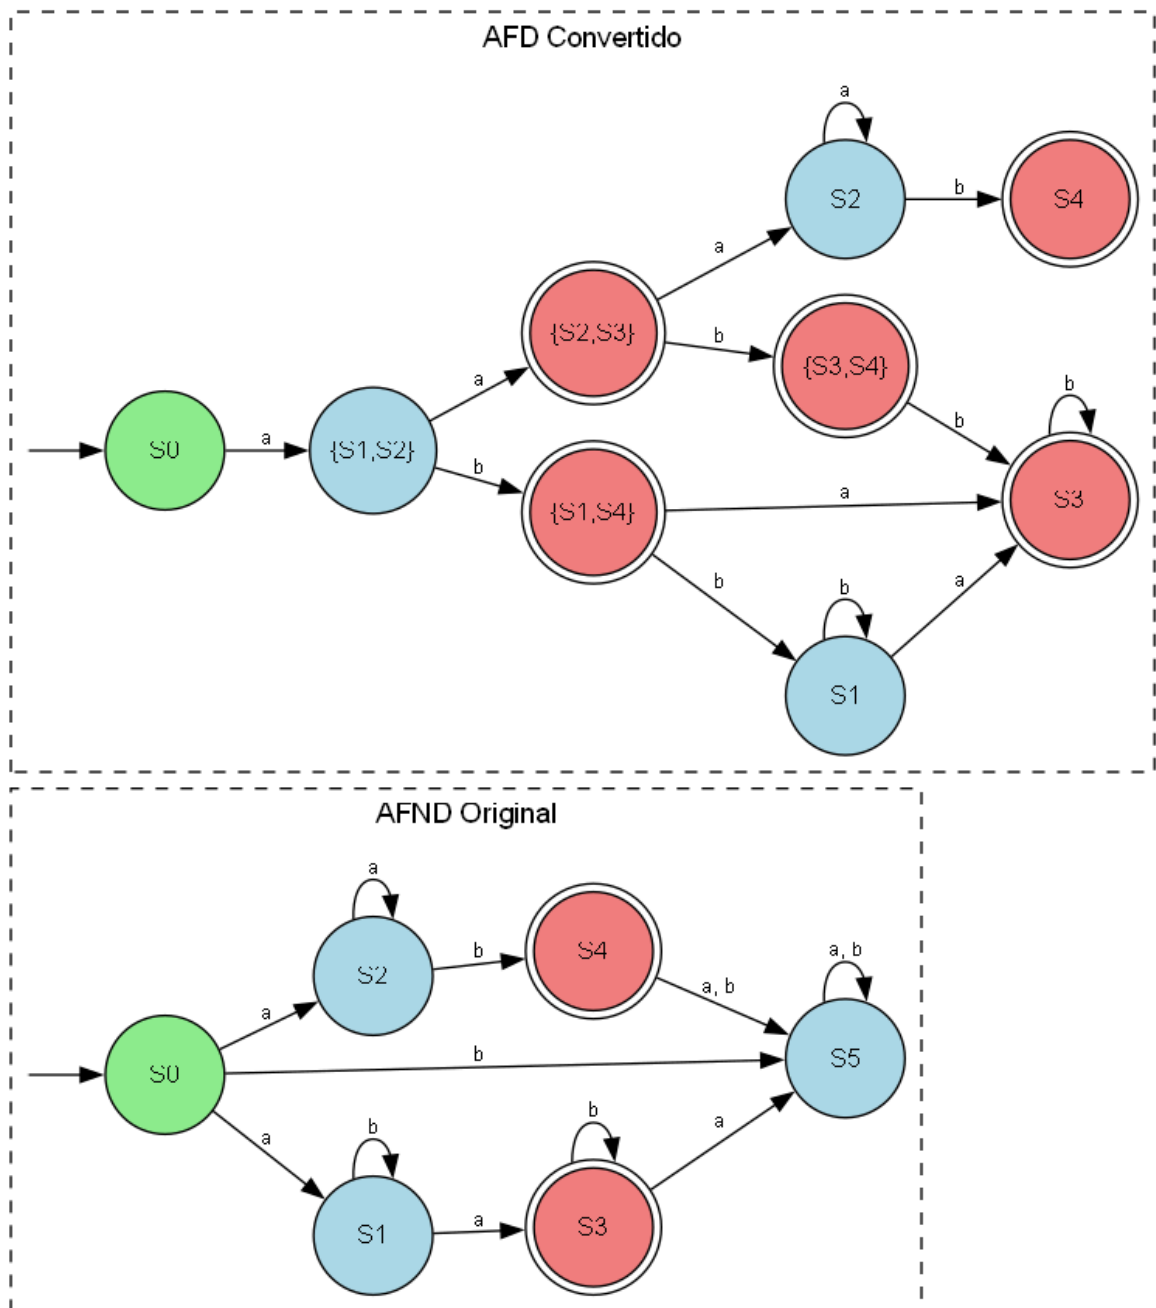 AFD Convertido
a
S2
b
S4
a
{S2,S3}
b
{S3,S4}
a
b
b
S0
a
{S1,S2}
b
{S1,S4}
a
S3
b
b
a
S1
AFND Original
a
S2
b
S4
a, b
a, b
a
S0
b
S5
a
b
b
a
S1
a
S3